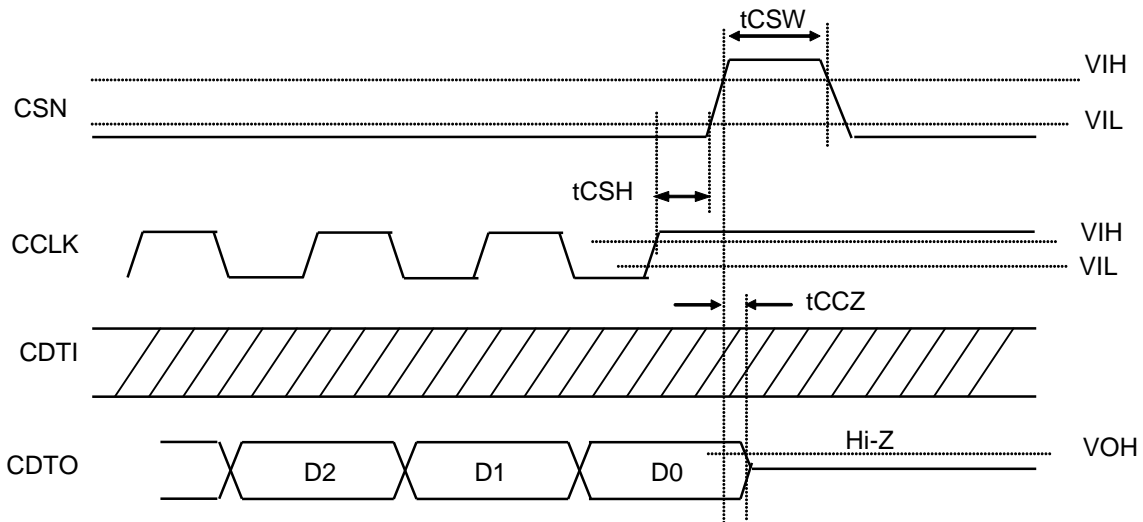 tCSW
VIH
CSN
VIL
tCSH
CCLK
VIH
VIL
tCCZ
CDTI
Hi-Z
VOH
CDTO
D2
D1
D0